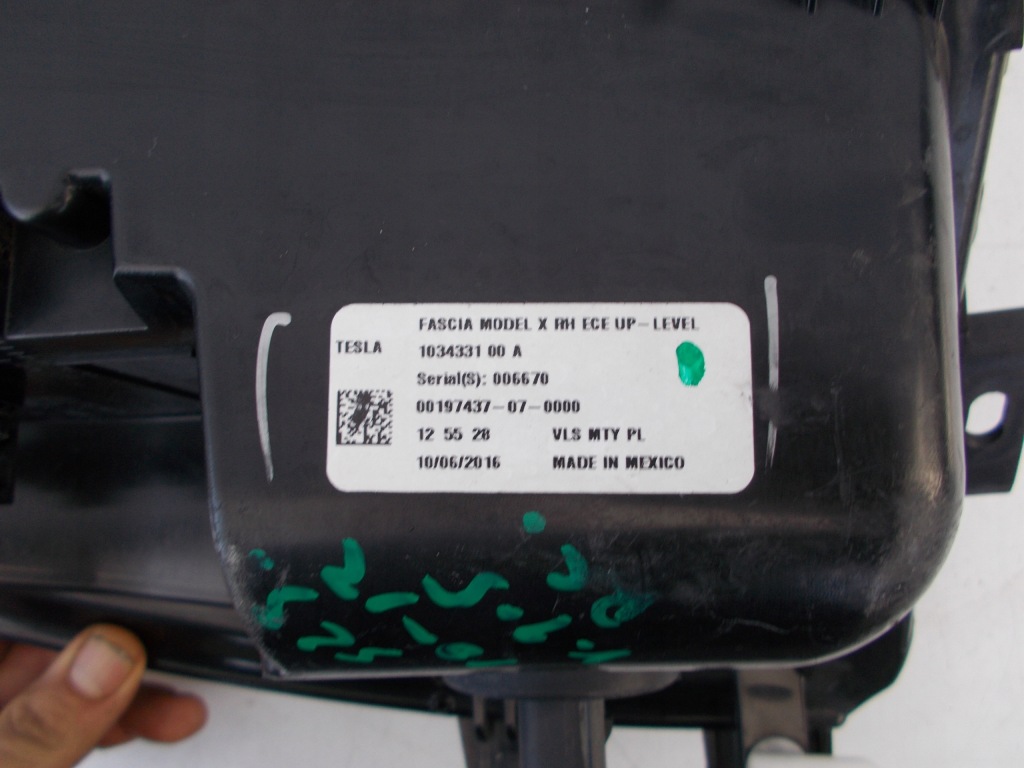 FASCIA MODEL X RH ECE UP-LEVEL
TESLA
1034331 00 A
Serial(S): 006670
00197437-07-0000
12 55 28 VLS MTY PL
10/06/2016 MADE IN MEXICO